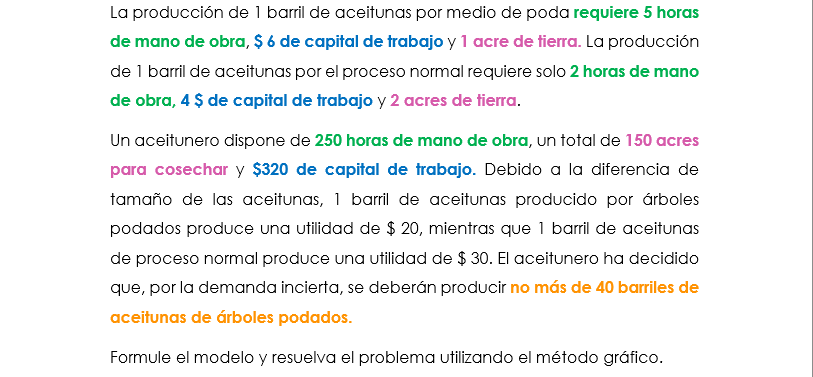 La producción de 1 barril de aceitunas por medio de poda requiere 5 horas
de mano de obra, $ 6 de capital de trabajo y 1 acre de tierra. La producción
de 1 barril de aceitunas por el proceso normal requiere solo 2 horas de mano
de obra, 4 $ de capital de trabajo y 2 acres de tierra.
Un aceitunero dispone de 250 horas de mano de obra, un total de 150 acres
para cosechar y $320 de capital de trabajo. Debido a la diferencia de
tamaño de las aceitunas, 1 barril de aceitunas producido por árboles
podados produce una utilidad de $ 20, mientras que 1 barril de aceitunas
de proceso normal produce una utilidad de $ 30. El aceitunero ha decidido
que, por la demanda incierta, se deberán producir no más de 40 barriles de
aceitunas de árboles podados.
Formule el modelo y resuelva el problema utilizando el método gráfico.